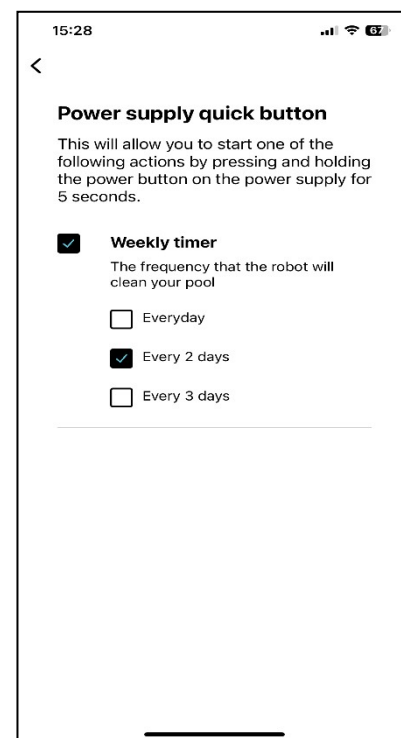 15:28
67
Power supply quick button
This will allow you to start one of the
following actions by pressing and holding
the power button on the power supply for
5 seconds.
Weekly timer
The frequency that the robot will
clean your pool
Everyday
Every 2 days
Every 3 days